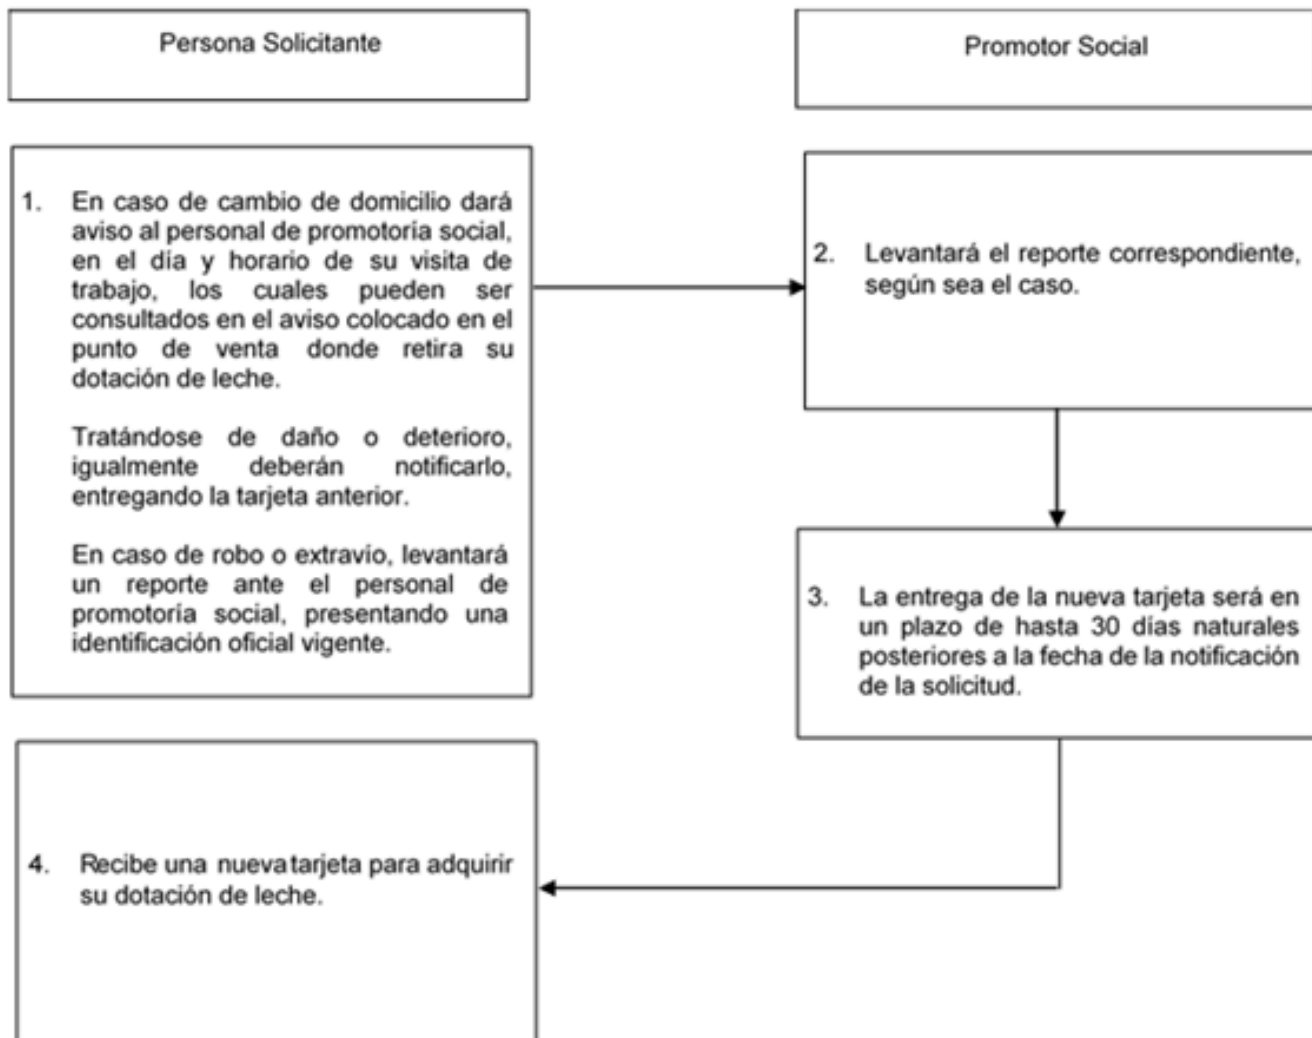 Persona Solicitante
Promotor Social
1. En caso de cambio de domicilio dará
aviso al personal de promotoría social,
en el día y horario de su visita de
trabajo, los cuales pueden ser
consultados en el aviso colocado en el
punto de venta donde retira su
dotación de leche.
Tratándose de daño o deterioro,
igualmente deberán notificarlo,
entregando la tarjeta anterior.
En caso de robo o extravío, levantará
un reporte ante el personal de
promotoría social, presentando una
identificación oficial vigente.
2. Levantará el reporte correspondiente,
según sea el caso.
3. La entrega de la nueva tarjeta será en
un plazo de hasta 30 días naturales
posteriores a la fecha de la notificación
de la solicitud.
4. Recibe una nueva tarjeta para adquirir
su dotación de leche.